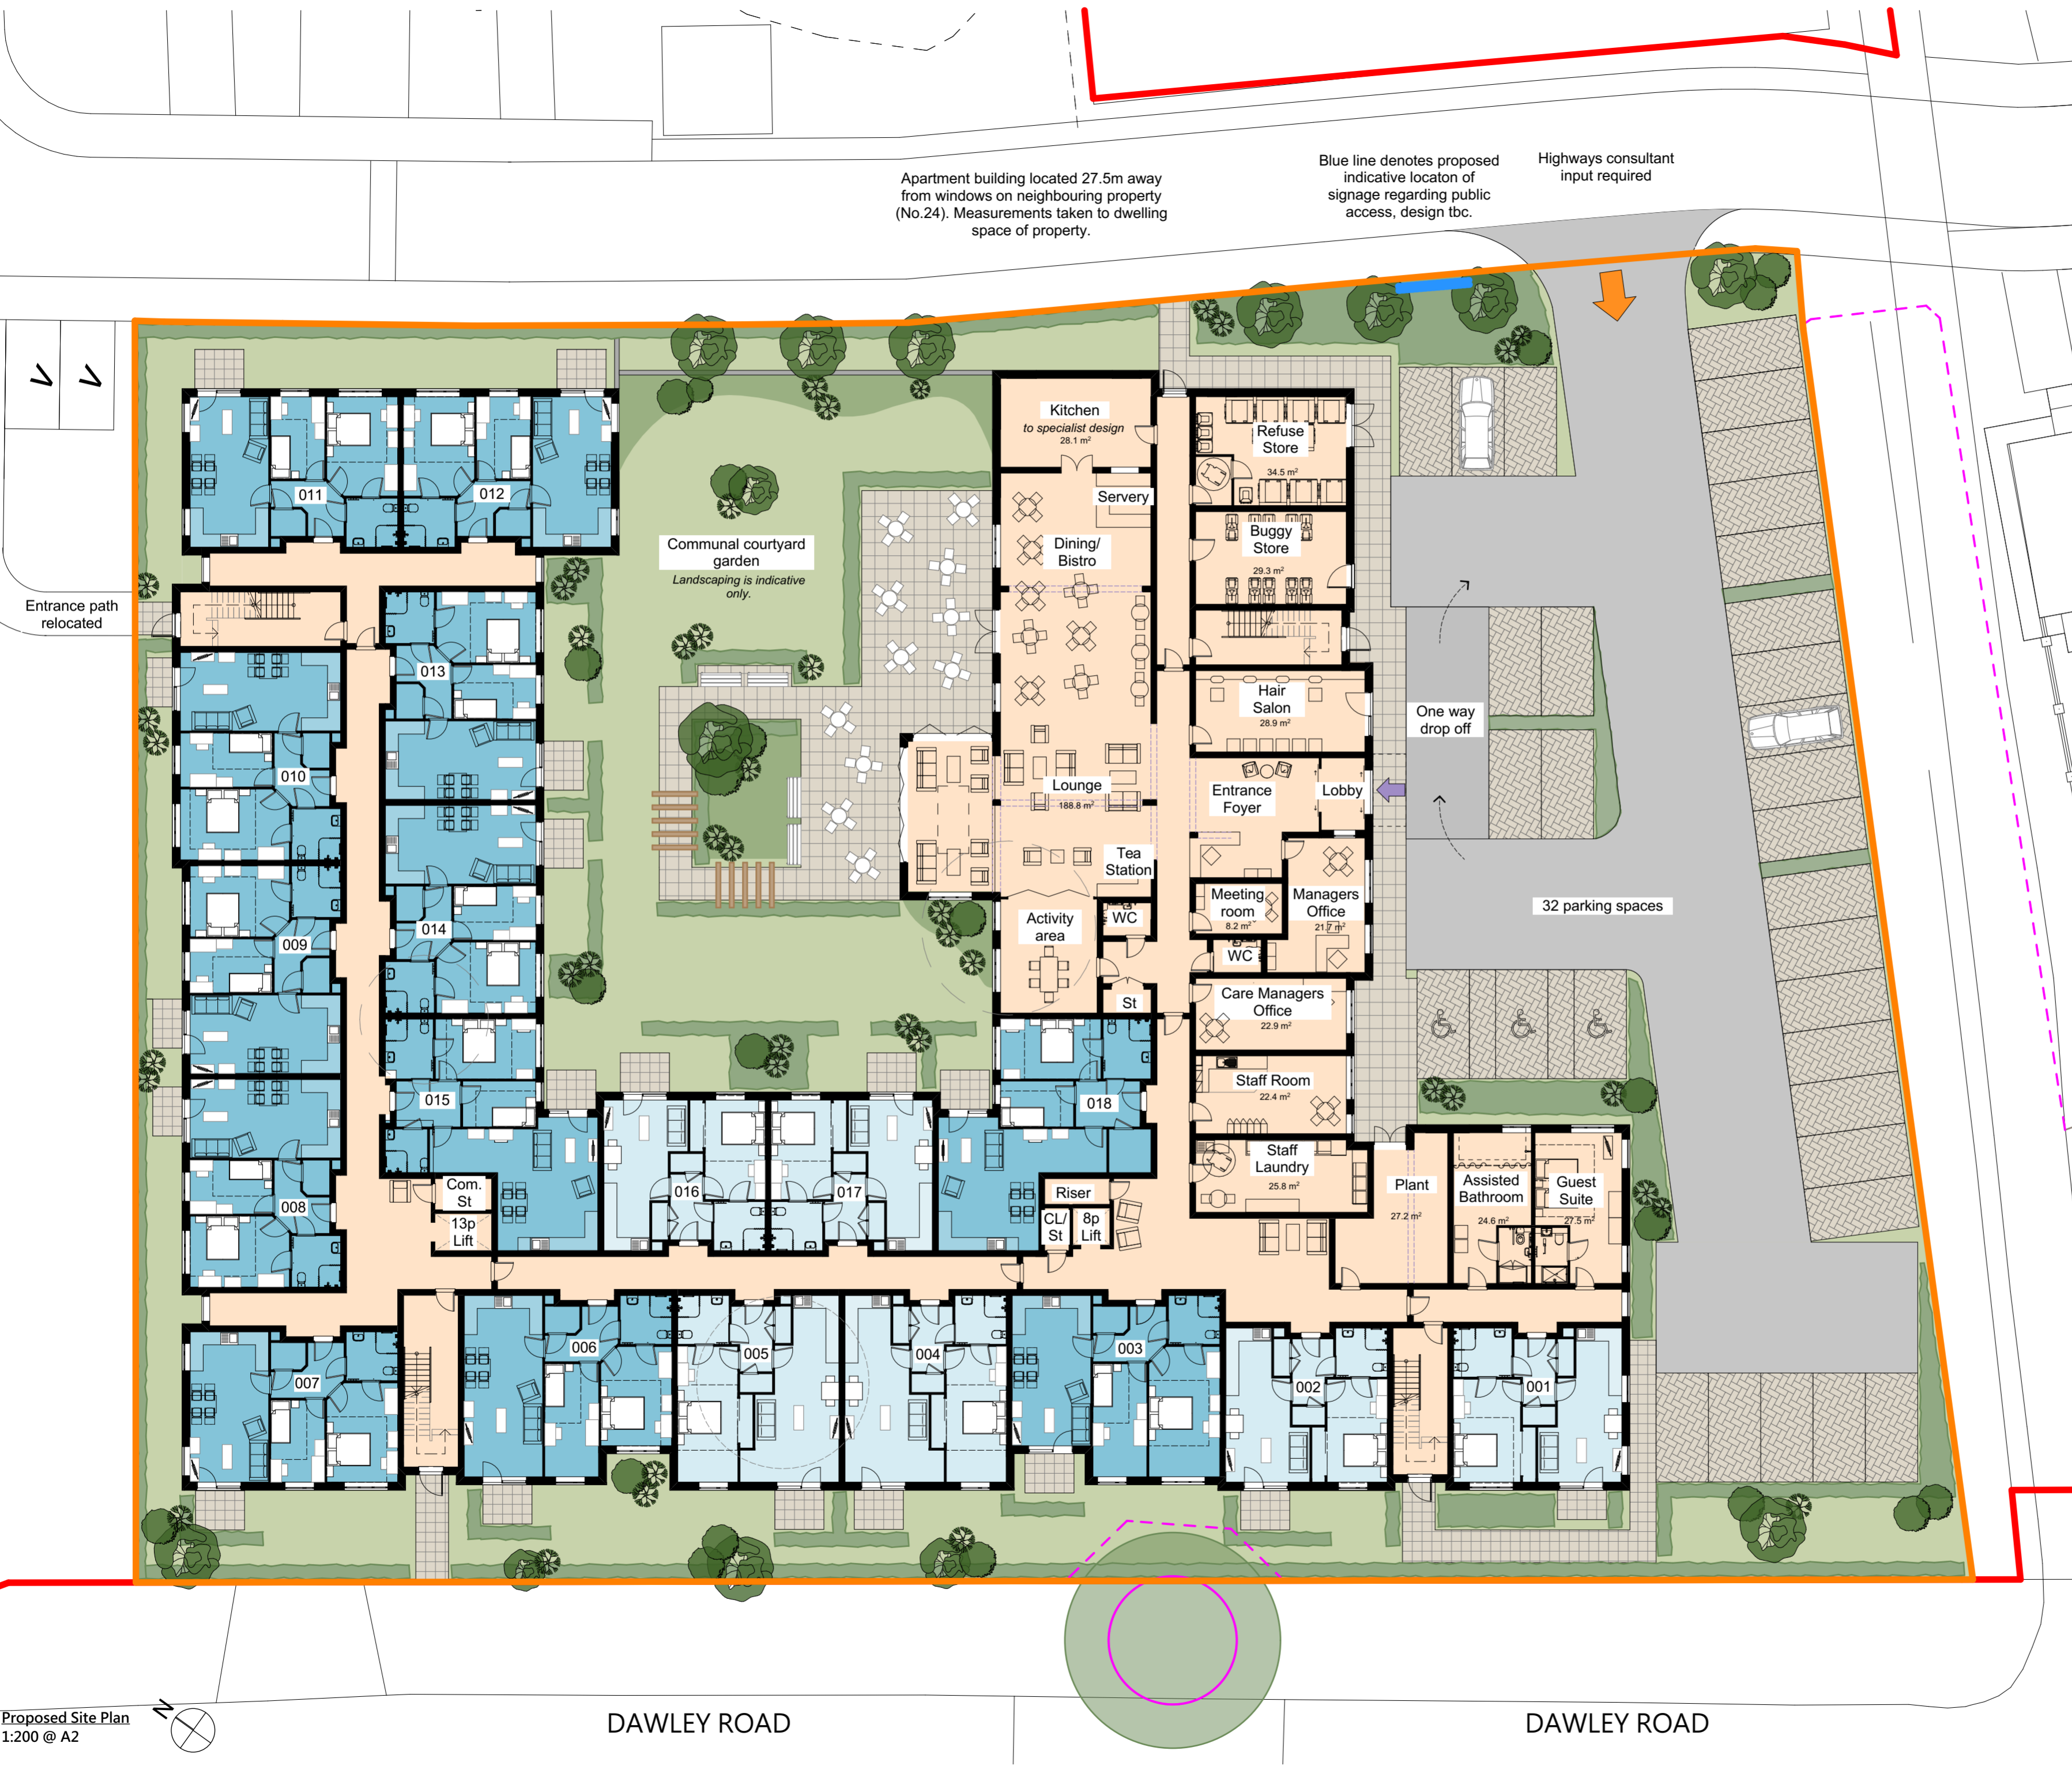 Apartment building located 27.5m away
from windows on neighbouring property
(No.24). Measurements taken to dwelling
space of property.
Blue line denotes proposed
indicative locaton of
signage regarding public
access, design tbc.
Highways consultant
input required
V
V
Kitchen
to specialist design
28.1 m²
Refuse
Store
34.5 m²
Servery
011
012
Communal courtyard
garden
Landscaping is indicative
only.
Dining/
Bistro
Buggy
Store
29.3 m²
Entrance path
relocated
013
Hair
Salon
28.9 m²
One way
drop off
010
Lounge
188.8 m²
Entrance
Foyer
Lobby
Tea
Station
Meeting
room
8.2 m²
Managers
Office
21.7 m²
32 parking spaces
Activity
area
WC
014
009
WC
St
Care Managers
Office
22.9 m²
Staff Room
22.4 m²
015
018
Staff
Laundry
25.8 m²
Com.
St
016
017
Riser
Plant
27.2 m²
Assisted
Bathroom
24.6 m²
Guest
Suite
27.5 m²
008
13p
Lift
CL/
St
8p
Lift
006
005
004
003
007
002
001
Proposed Site Plan
1:200 @ A2
N
DAWLEY ROAD
DAWLEY ROAD